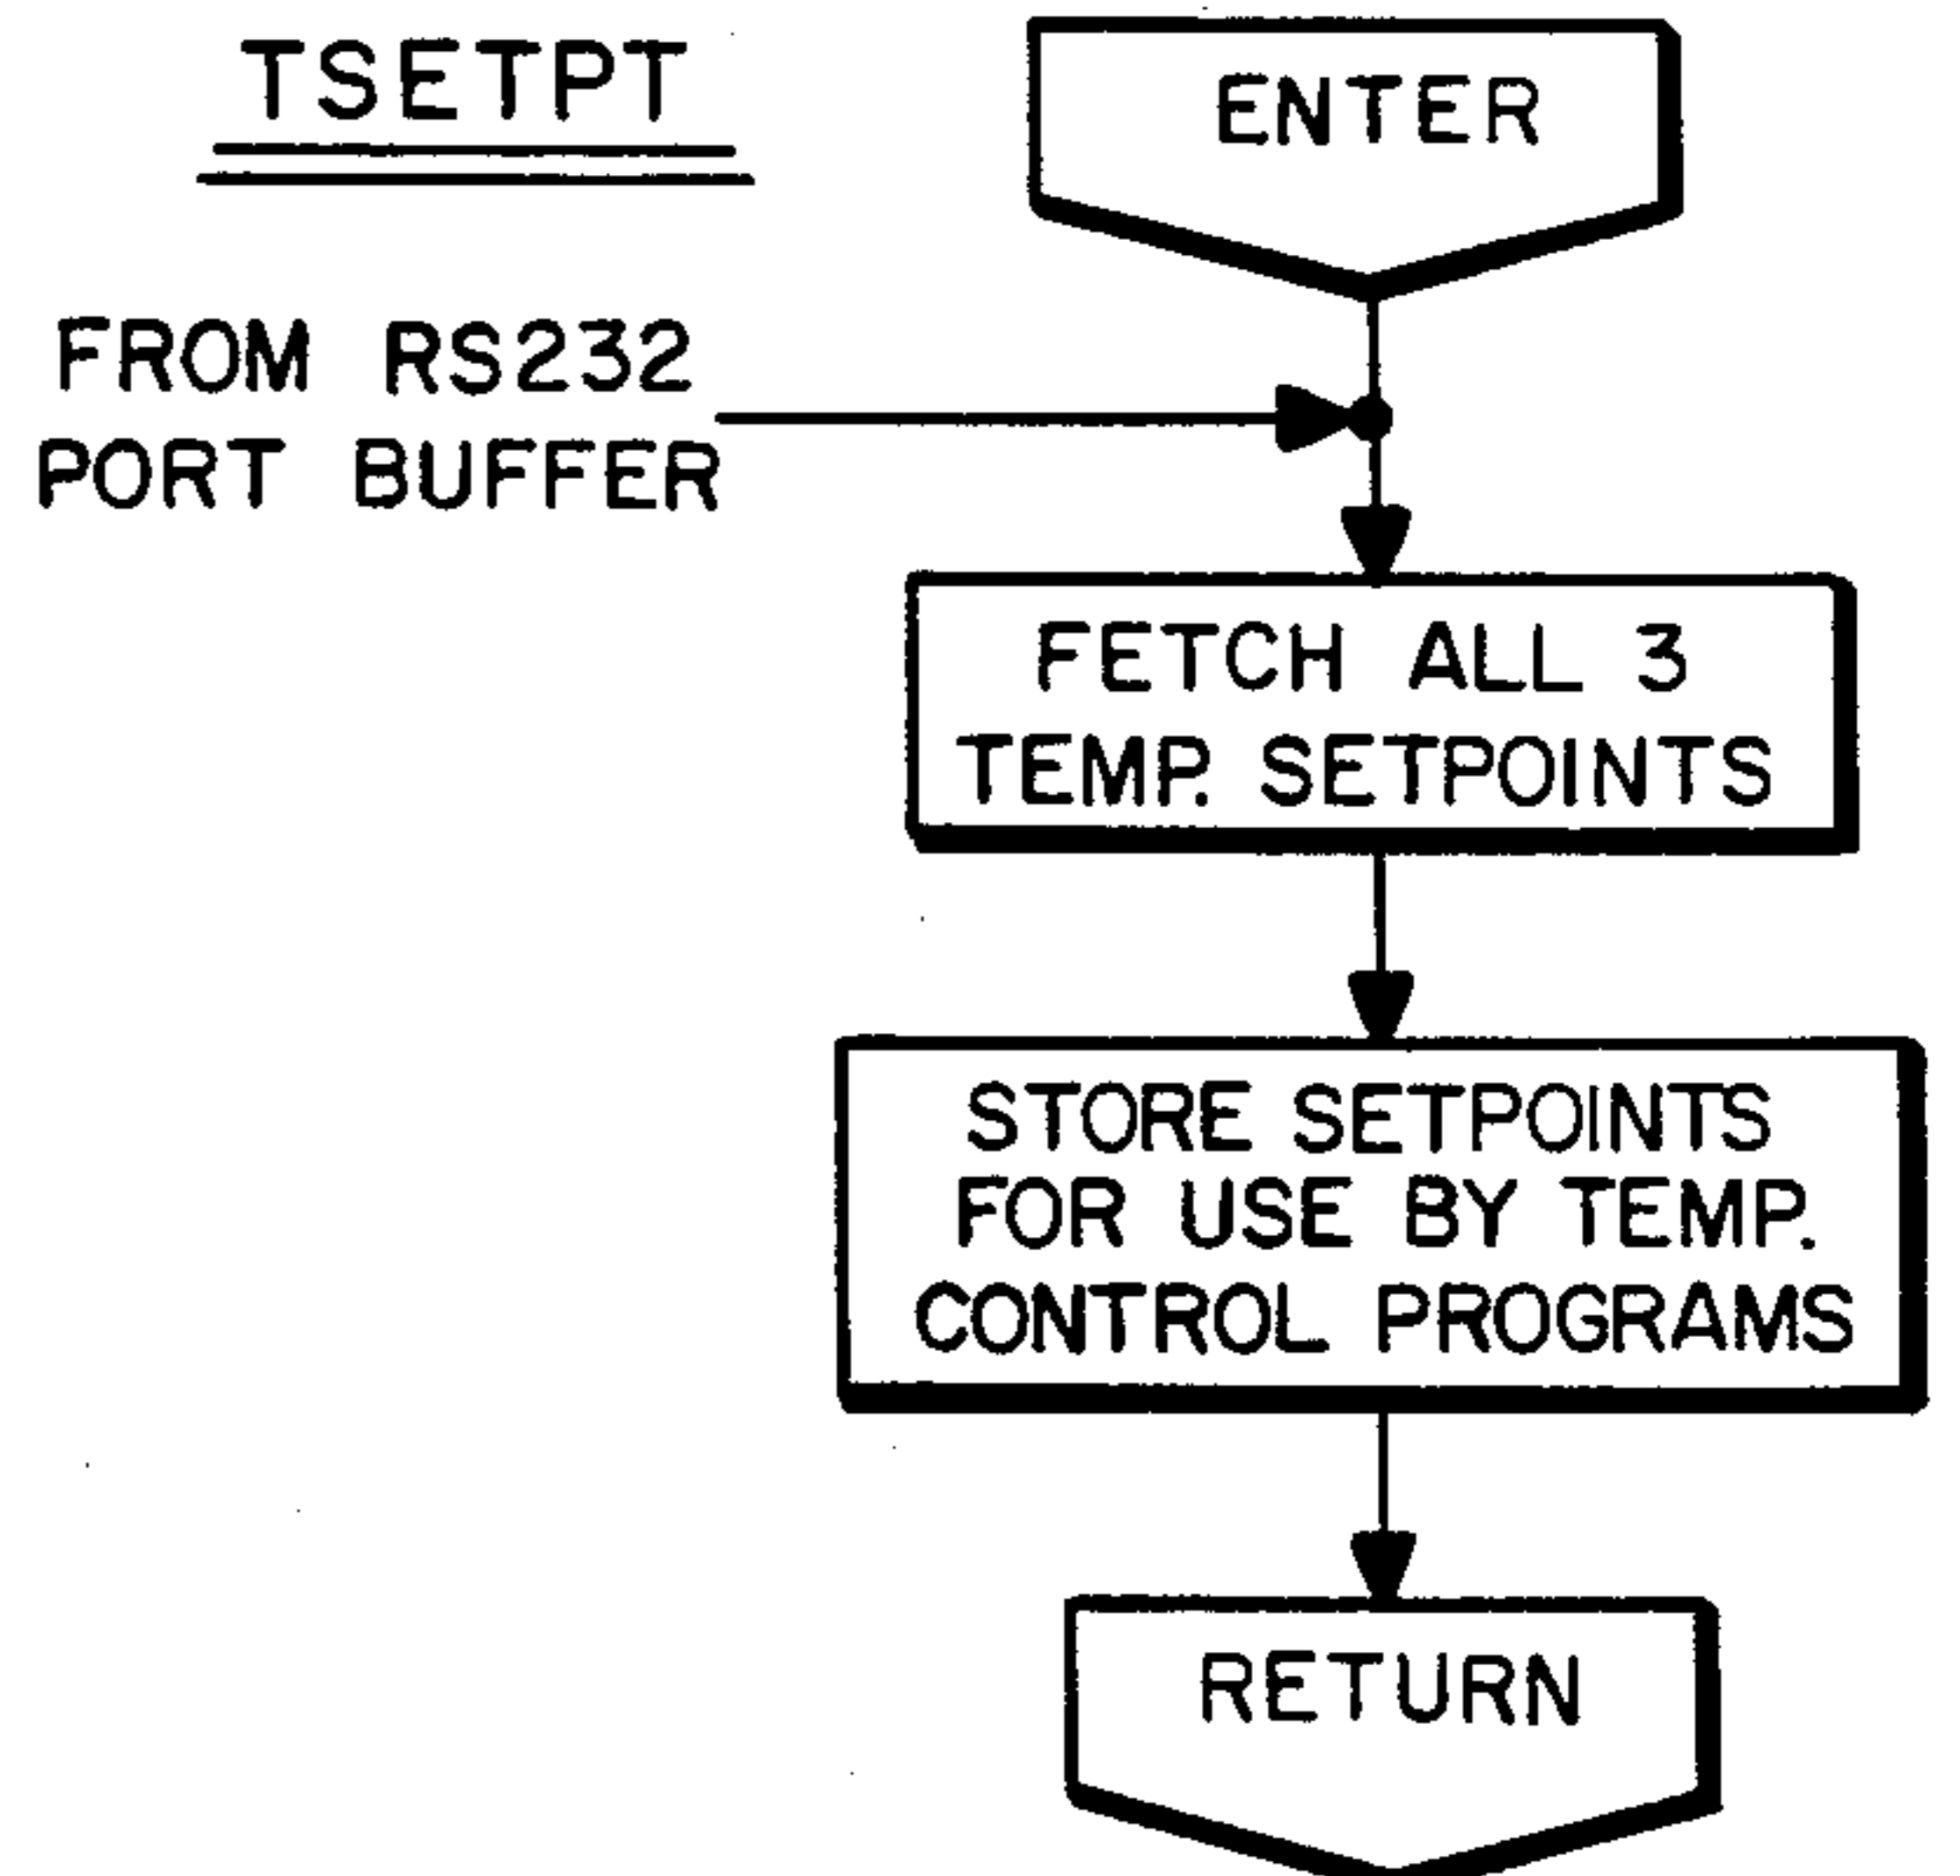 TSETPT
ENTER
FROM RS232
PORT BUFFER
FETCH ALL 3
TEMP. SETPOINTS
STORE SETPOINTS
FOR USE BY TEMP.
CONTROL PROGRAMS
RETURN